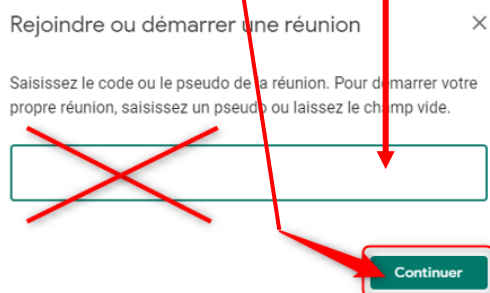 Rejoindre ou démarrer une réunion
Saisissez le code ou le pseudo de la réunion. Pour démarrer votre
propre réunion, saisissez un pseudo ou laissez le champ vide.
Continuer